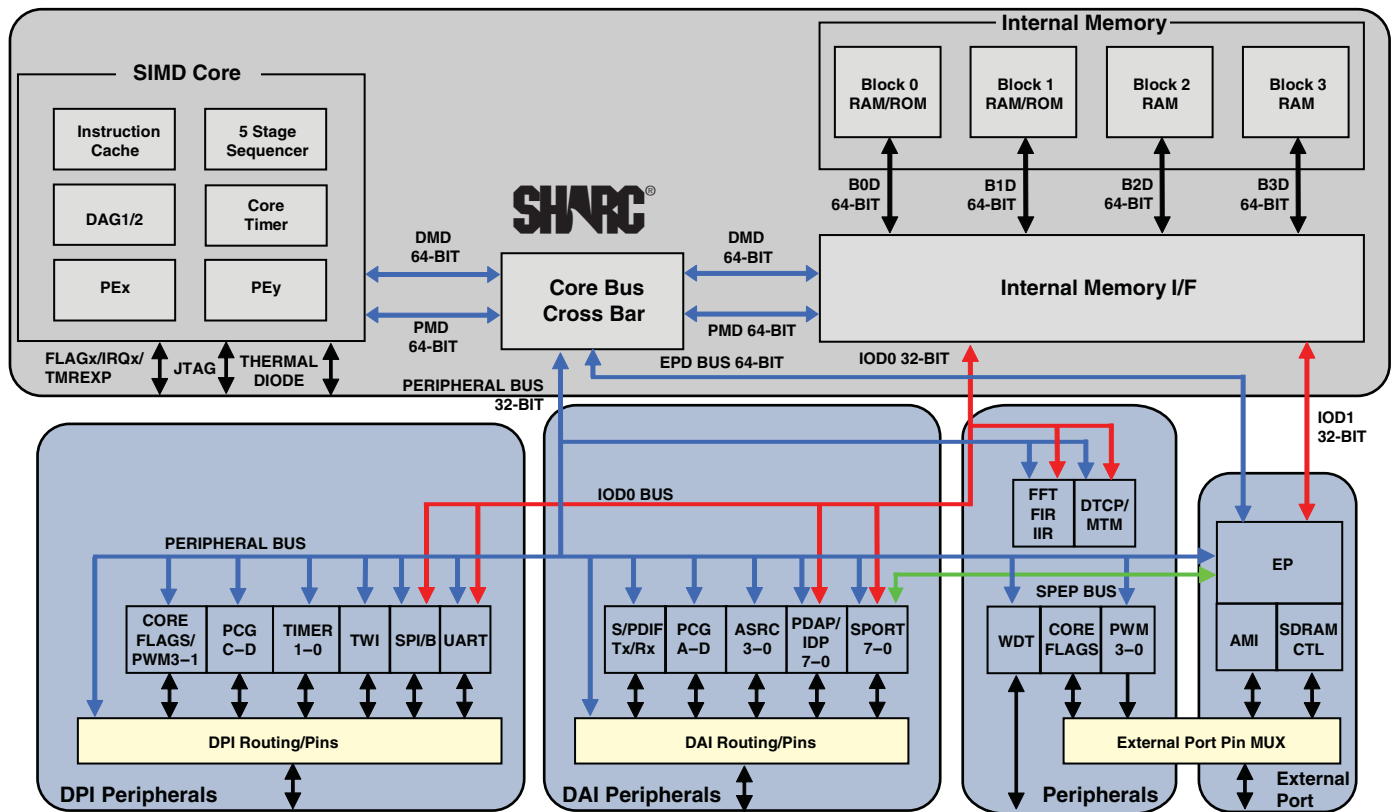 Internal Memory
SIMD Core
Block 0
RAM/ROM
Block 1
RAM/ROM
Block 2
RAM
Block 3
RAM
Instruction
Cache
5 Stage
Sequencer
DAG1/2
Core
Timer
PEx
PEy
B0D
64-BIT
B1D
64-BIT
B2D
64-BIT
B3D
64-BIT
SHARC®
DMD
64-BIT
DMD
64-BIT
Core Bus
Cross Bar
Internal Memory I/F
PMD
64-BIT
PMD 64-BIT
FLAGx/IRQx/
TMREXP
JTAG
THERMAL
DIODE
EPD BUS 64-BIT
IOD0 32-BIT
PERIPHERAL BUS
32-BIT
IOD1
32-BIT
IOD0 BUS
FFT
FIR
IIR
DTCP/
MTM
PERIPHERAL BUS
EP
SPEP BUS
CORE
FLAGS/
PWM3–1
PCG
C–D
TIMER
1–0
TWI
SPI/B
UART
S/PDIF
Tx/Rx
PCG
A–D
ASRC
3–0
PDAP/
IDP
7–0
SPORT
7–0
WDT
CORE
FLAGS
PWM
3–0
AMI
SDRAM
CTL
DPI Routing/Pins
DAI Routing/Pins
External Port Pin MUX
DPI Peripherals
DAI Peripherals
Peripherals
External
Port